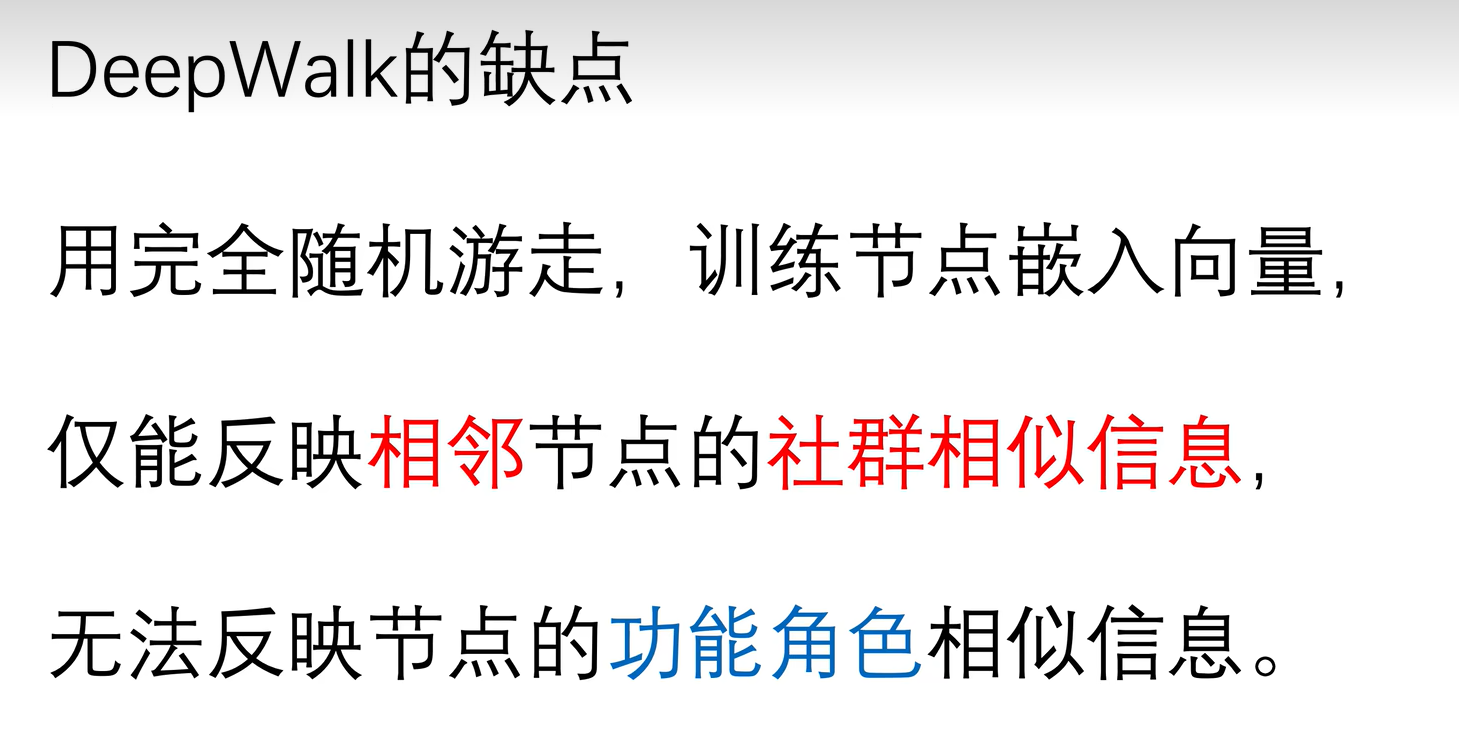 DeepWalk的缺点
用完全随机游走，训练节点嵌入向量，
仅能反映相邻节点的社群相似信息，
无法反映节点的功能角色相似信息。